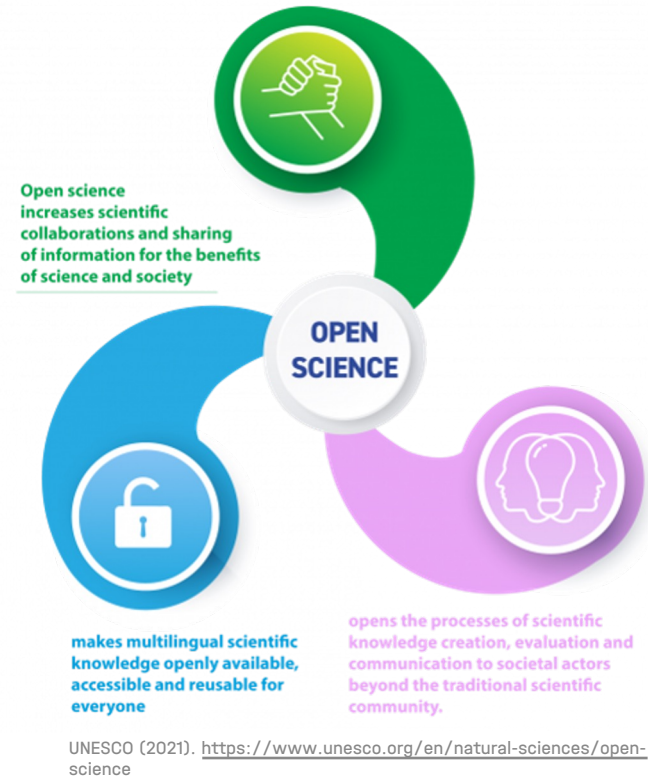 Open science
increases scientific
collaborations and sharing
of information for the benefits
of science and society
OPEN
SCIENCE
makes multilingual scientific
knowledge openly available,
accessible and reusable for
everyone
opens the processes of scientific
knowledge creation, evaluation and
communication to societal actors
beyond the traditional scientific
community.
UNESCO (2021). https://www.unesco.org/en/natural-sciences/open-
science